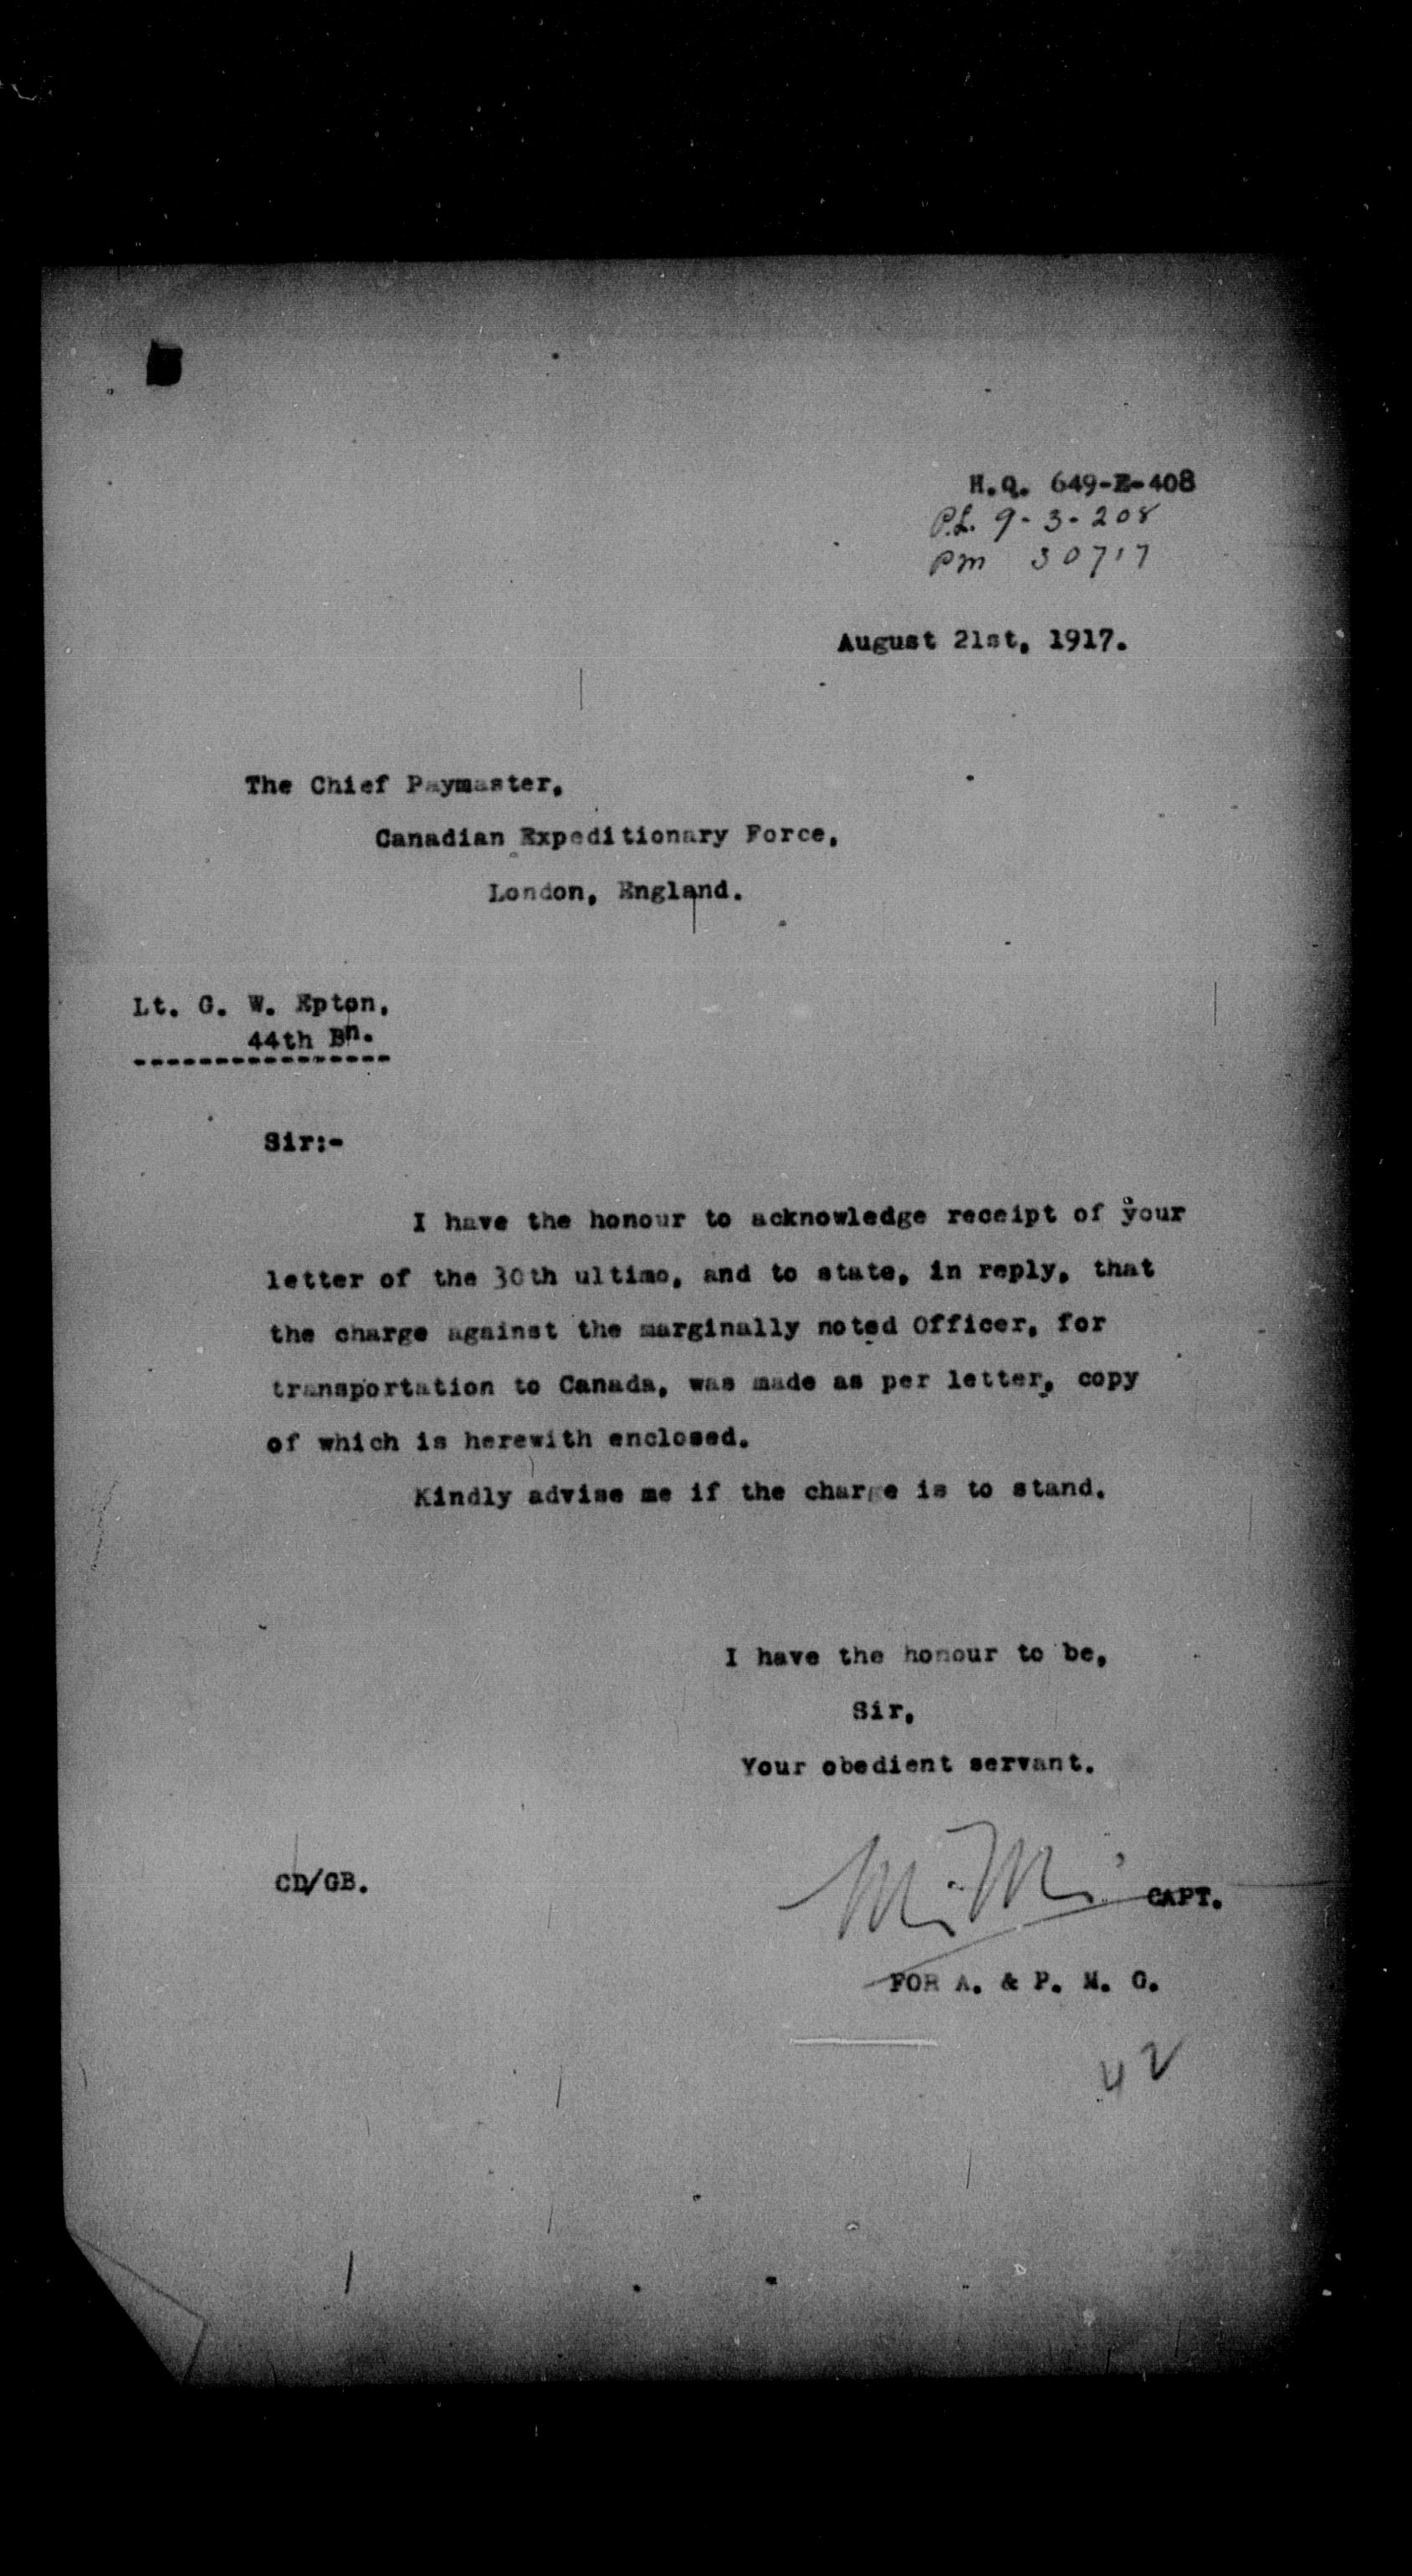 H.Q. 649-E-408
P.L. 9-3-208
PM 30717
August 21st, 1917.
The Chief Paymaster,
Canadian Expeditionary Force,
London, England.
Lt. G. W. Epton,
44th Bn.
Sir:-
I have the honour to acknowledge receipt of your
letter of the 30th ultimo, and to state, in reply, that
the charge against the marginally noted Officer, for
transportation to Canada, was made as per letter, copy
of which is herewith enclosed.
Kindly advise me if the charge is to stand.
I have the honour to be,
Sir,
Your obedient servant.
CD/GB.
CAPT.
FOR A. & P. M. G.